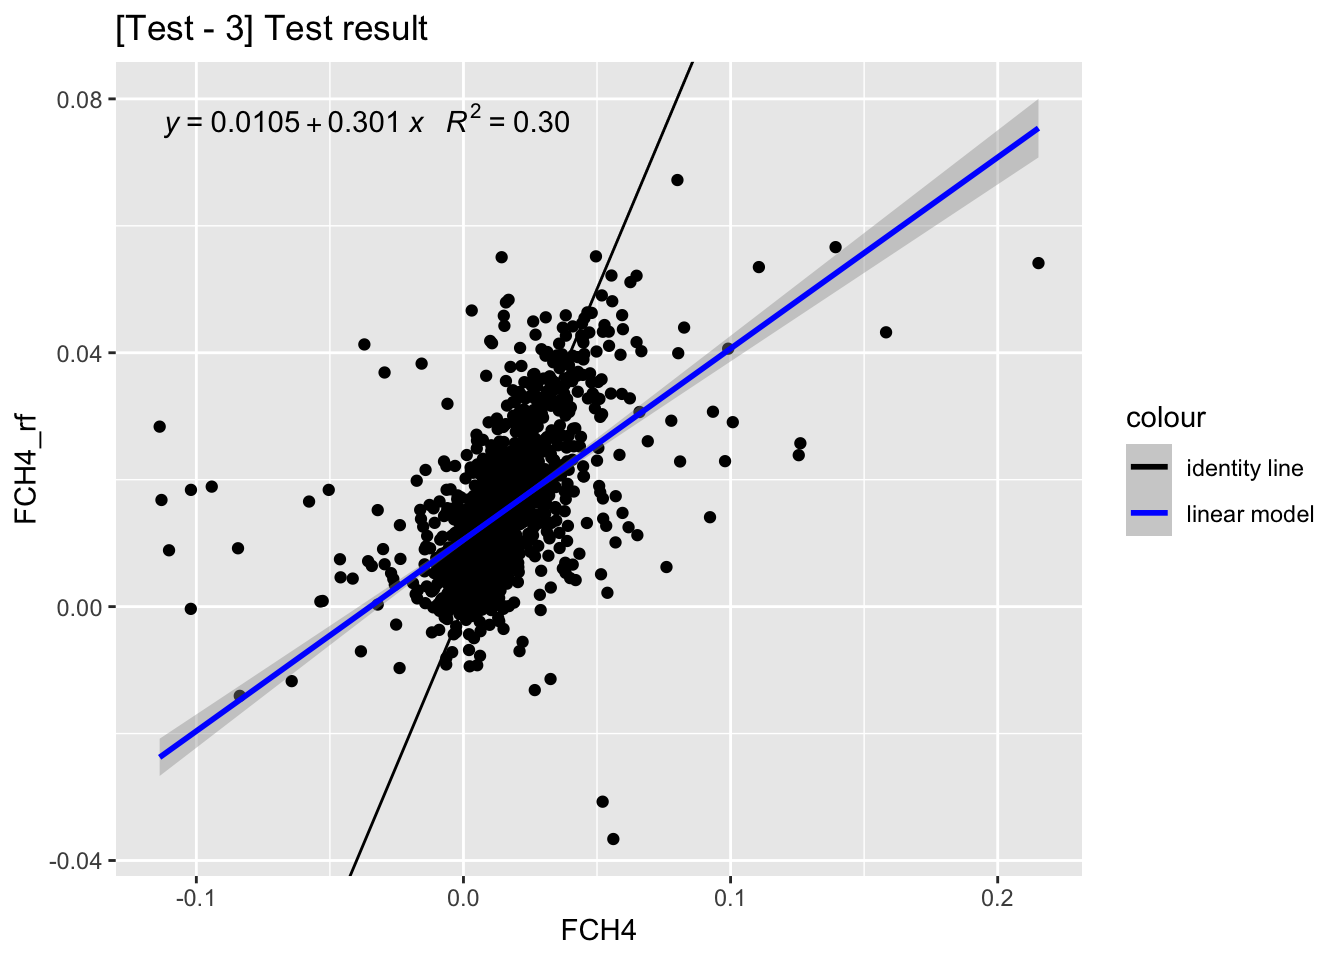 [Test - 3] Test result
y = 0.0105 + 0.301 x R² = 0.30
0.08
0.04
0.00
-0.04
FCH4_rf
-0.1
0.0
0.1
0.2
FCH4
colour
identity line
linear model